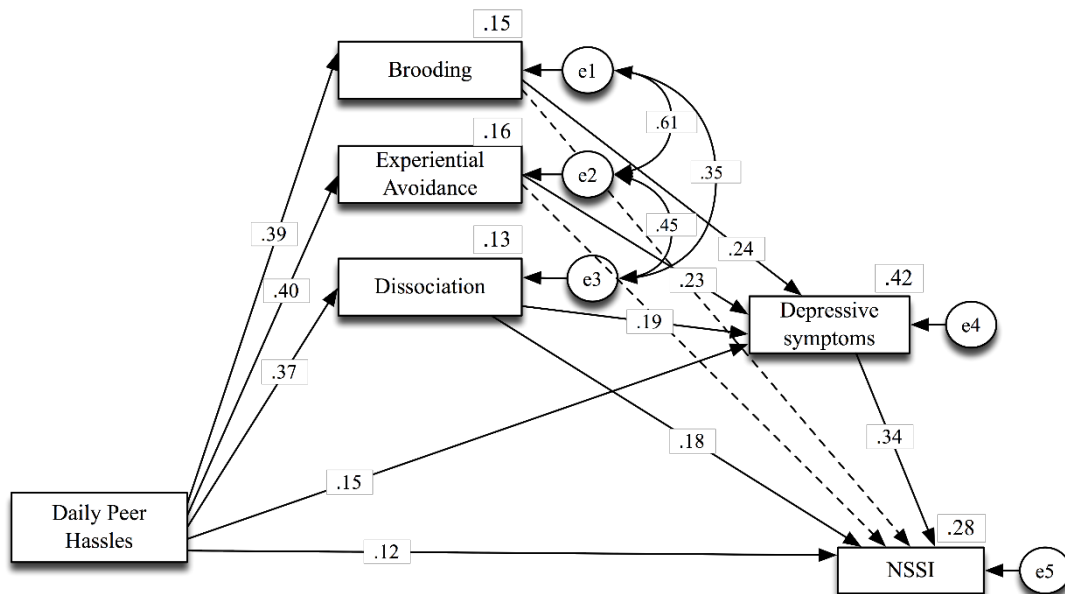 .15
Brooding
e1
.61
.16
Experiential
Avoidance
e2
.35
.45
.39
.13
.24
Dissociation
e3
.40
.23
.42
Depressive
symptoms
e4
.19
.37
.18
.34
.15
Daily Peer
Hassles
.12
.28
NSSI
e5